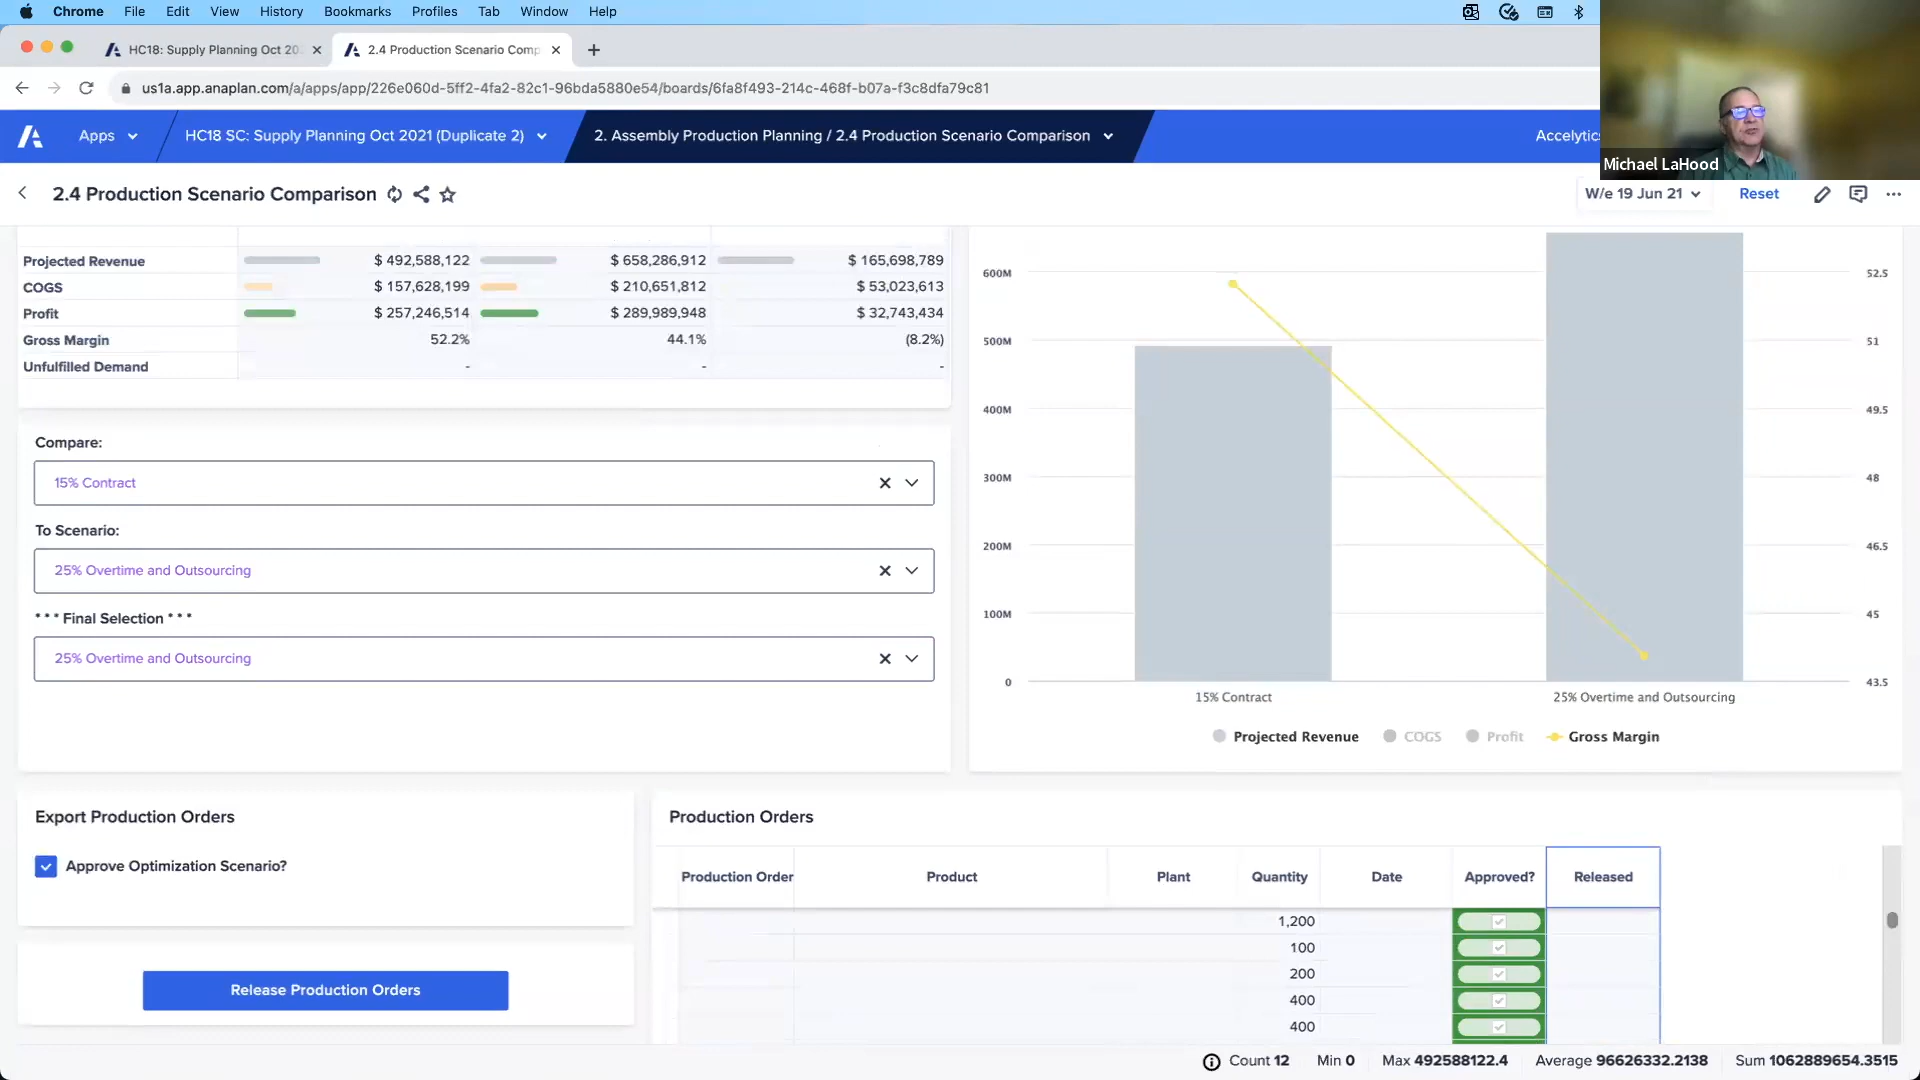 Chrome File Edit View History Bookmarks Profiles Tab Window Help
HC18: Supply Planning Oct 20
2.4 Production Scenario Comp
us1a.app.anaplan.com/a/apps/app/226e060d-5ff2-4fa2-82c1-96bda5880e54/boards/6fa8f493-214c-468f-b07a-f3c8dfa79c81
Apps
HC18 SC: Supply Planning Oct 2021 (Duplicate 2)
2. Assembly Production Planning / 2.4 Production Scenario Comparison
Accelytics
Michael LaHood
2.4 Production Scenario Comparison
W/e 19 Jun 21
Reset
Projected Revenue $ 492,588,122 $ 658,286,912 $ 165,698,789
COGS $ 157,628,199 $ 210,651,812 $ 53,023,613
Profit $ 257,246,514 $ 289,989,948 $ 32,743,434
Gross Margin 52.2% 44.1% (8.2%)
Unfulfilled Demand - - -
Compare:
15% Contract
To Scenario:
25% Overtime and Outsourcing
* * * Final Selection * * *
25% Overtime and Outsourcing
600M 52.5
500M 51
400M 49.5
300M 48
200M 46.5
100M 45
0 43.5
15% Contract 25% Overtime and Outsourcing
Projected Revenue COGS Profit Gross Margin
Export Production Orders
Approve Optimization Scenario?
Release Production Orders
Production Orders
Production Order Product Plant Quantity Date Approved? Released
1,200
100
200
400
400
Count 12 Min 0 Max 492588122.4 Average 96626332.2138 Sum 1062889654.3515